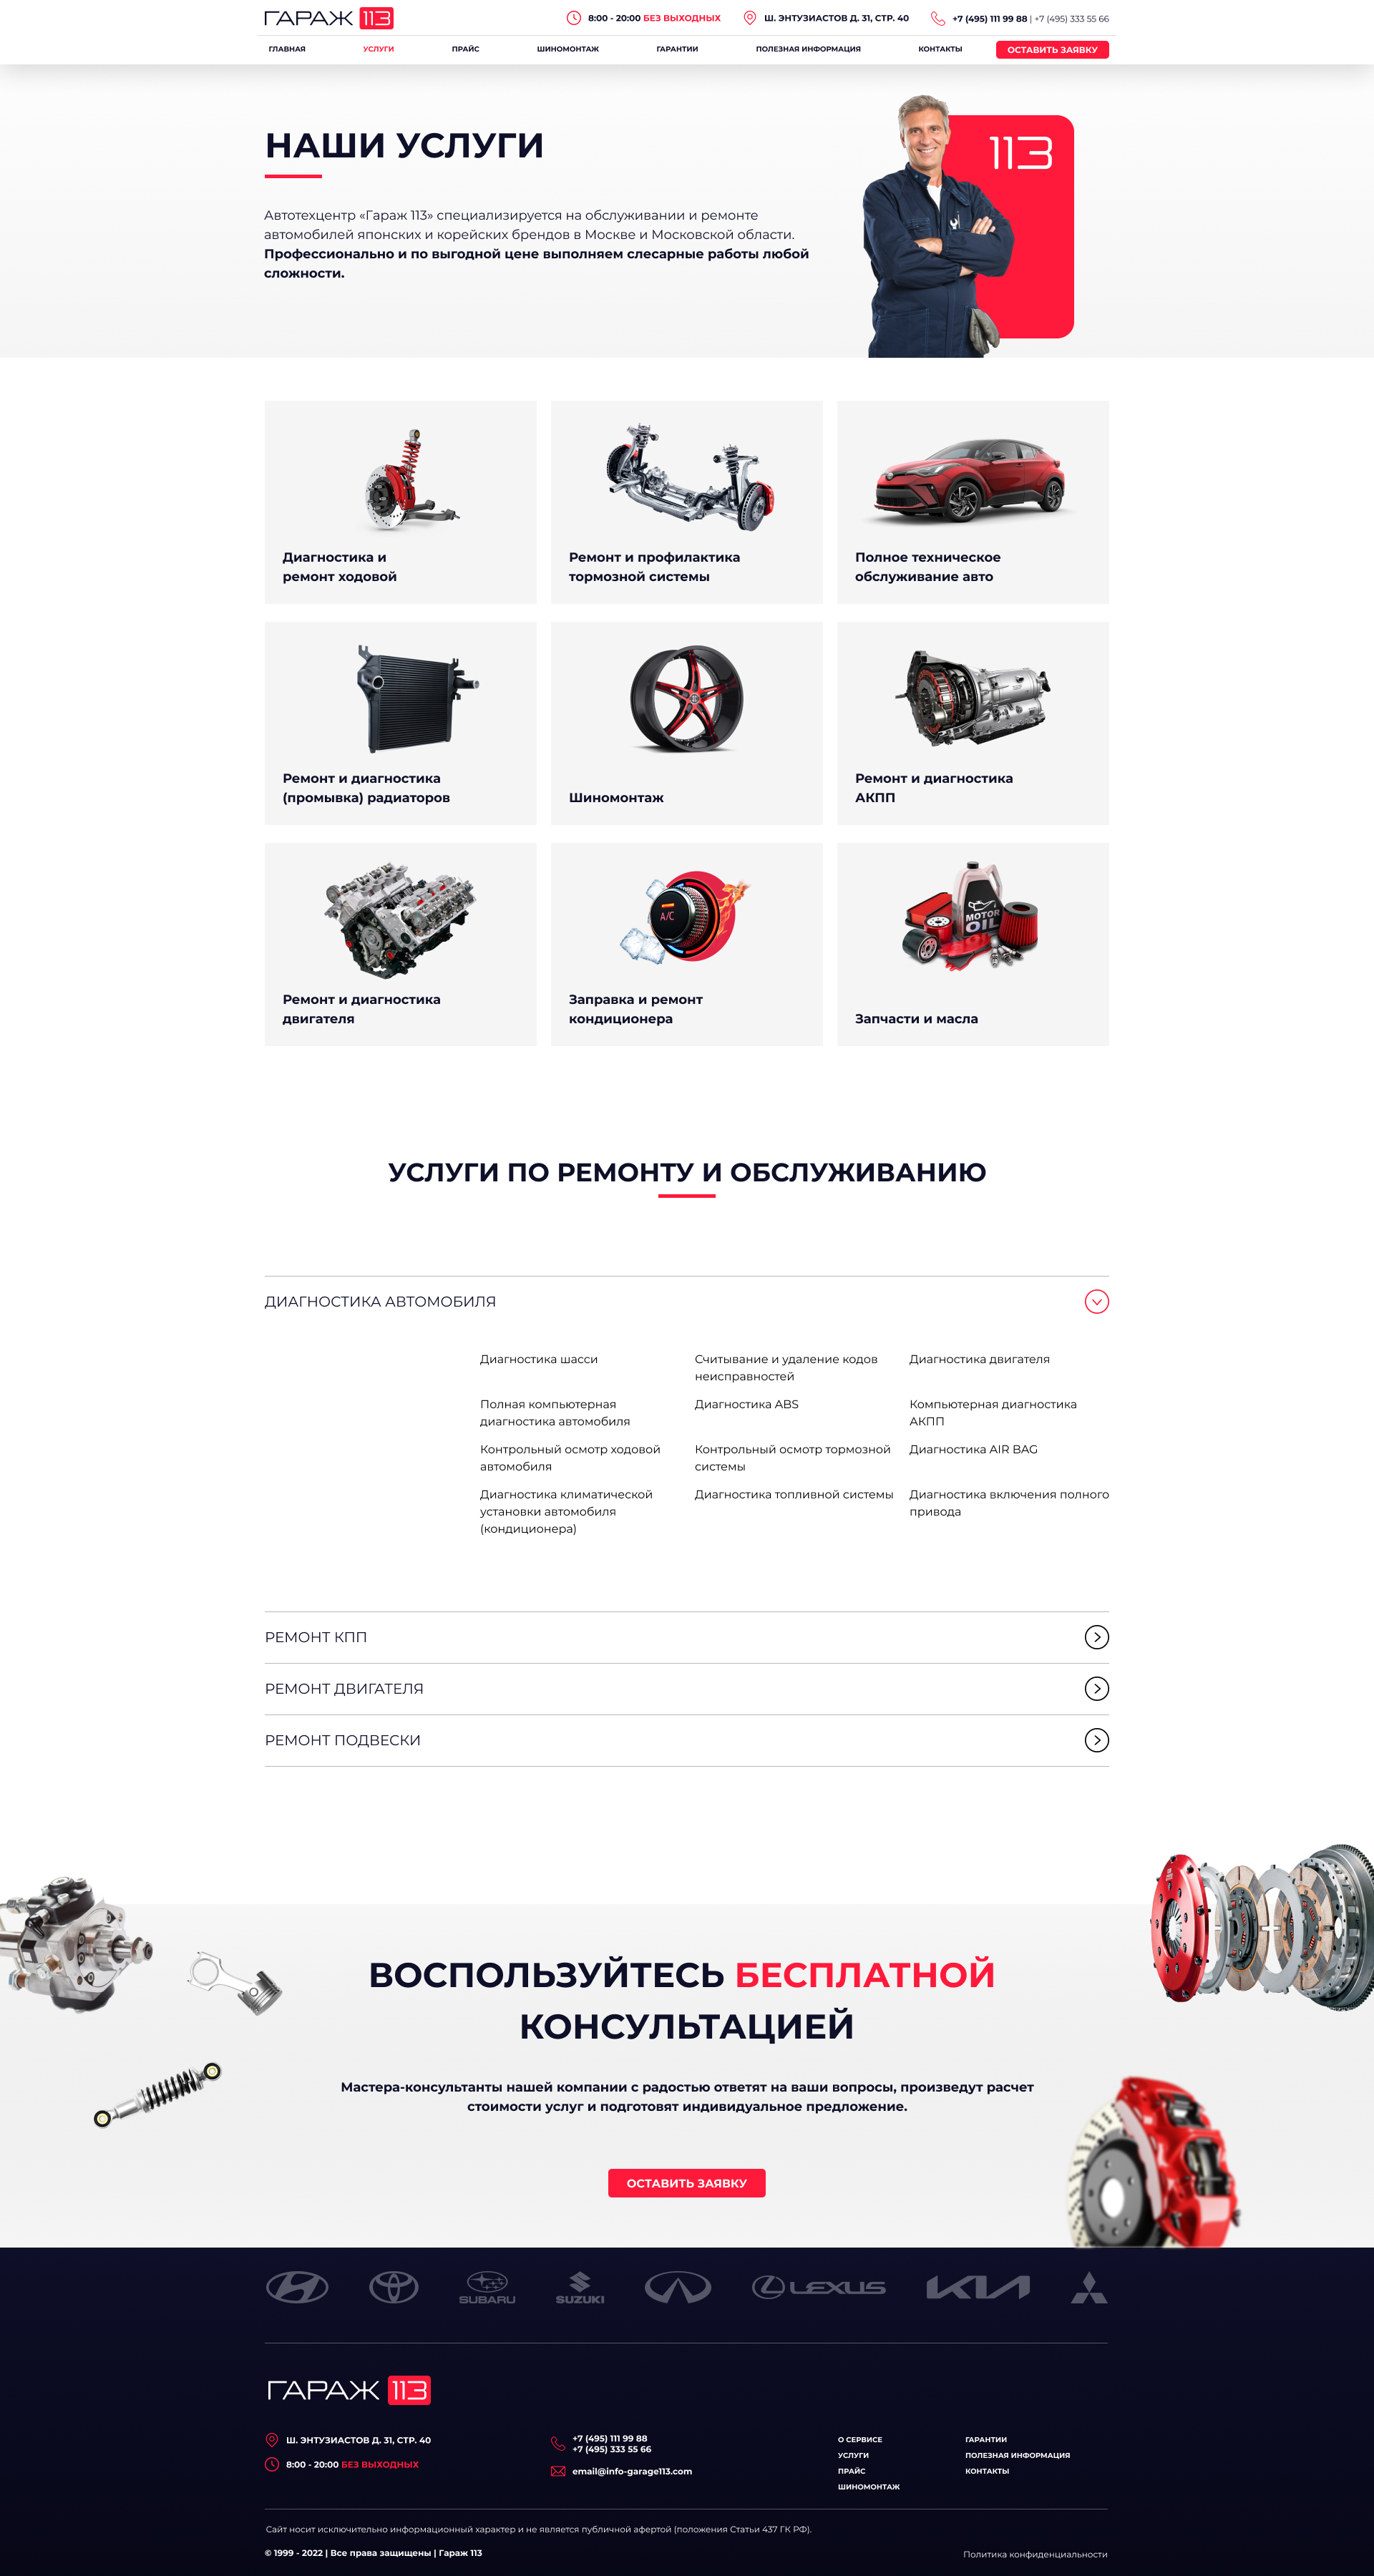 ГАРАЖ 113
8:00 - 20:00 БЕЗ ВЫХОДНЫХ
Ш. ЭНТУЗИАСТОВ Д. 31, СТР. 40
+7 (495) 111 99 88 | +7 (495) 333 55 66
ГЛАВНАЯ
УСЛУГИ
ПРАЙС
ШИНОМОНТАЖ
ГАРАНТИИ
ПОЛЕЗНАЯ ИНФОРМАЦИЯ
КОНТАКТЫ
ОСТАВИТЬ ЗАЯВКУ
НАШИ УСЛУГИ
113
Автотехцентр «Гараж 113» специализируется на обслуживании и ремонте
автомобилей японских и корейских брендов в Москве и Московской области.
Профессионально и по выгодной цене выполняем слесарные работы любой
сложности.
Диагностика и
ремонт ходовой
Ремонт и профилактика
тормозной системы
Полное техническое
обслуживание авто
Ремонт и диагностика
(промывка) радиаторов
Шиномонтаж
Ремонт и диагностика
АКПП
Ремонт и диагностика
двигателя
A/C
Заправка и ремонт
кондиционера
MOTOR
OIL
Запчасти и масла
УСЛУГИ ПО РЕМОНТУ И ОБСЛУЖИВАНИЮ
ДИАГНОСТИКА АВТОМОБИЛЯ
Диагностика шасси
Считывание и удаление кодов
неисправностей
Диагностика двигателя
Полная компьютерная
диагностика автомобиля
Диагностика ABS
Компьютерная диагностика
АКПП
Контрольный осмотр ходовой
автомобиля
Контрольный осмотр тормозной
системы
Диагностика AIR BAG
Диагностика климатической
установки автомобиля
(кондиционера)
Диагностика топливной системы
Диагностика включения полного
привода
РЕМОНТ КПП
РЕМОНТ ДВИГАТЕЛЯ
РЕМОНТ ПОДВЕСКИ
ВОСПОЛЬЗУЙТЕСЬ БЕСПЛАТНОЙ
КОНСУЛЬТАЦИЕЙ
Мастера-консультанты нашей компании с радостью ответят на ваши вопросы, произведут расчет
стоимости услуг и подготовят индивидуальное предложение.
ОСТАВИТЬ ЗАЯВКУ
SUBARU
SUZUKI
LEXUS
KIA
ГАРАЖ 113
Ш. ЭНТУЗИАСТОВ Д. 31, СТР. 40
8:00 - 20:00 БЕЗ ВЫХОДНЫХ
+7 (495) 111 99 88
+7 (495) 333 55 66
email@info-garage113.com
О СЕРВИСЕ
УСЛУГИ
ПРАЙС
ШИНОМОНТАЖ
ГАРАНТИИ
ПОЛЕЗНАЯ ИНФОРМАЦИЯ
КОНТАКТЫ
Сайт носит исключительно информационный характер и не является публичной афертой (положения Статьи 437 ГК РФ).
© 1999 - 2022 | Все права защищены | Гараж 113
Политика конфиденциальности